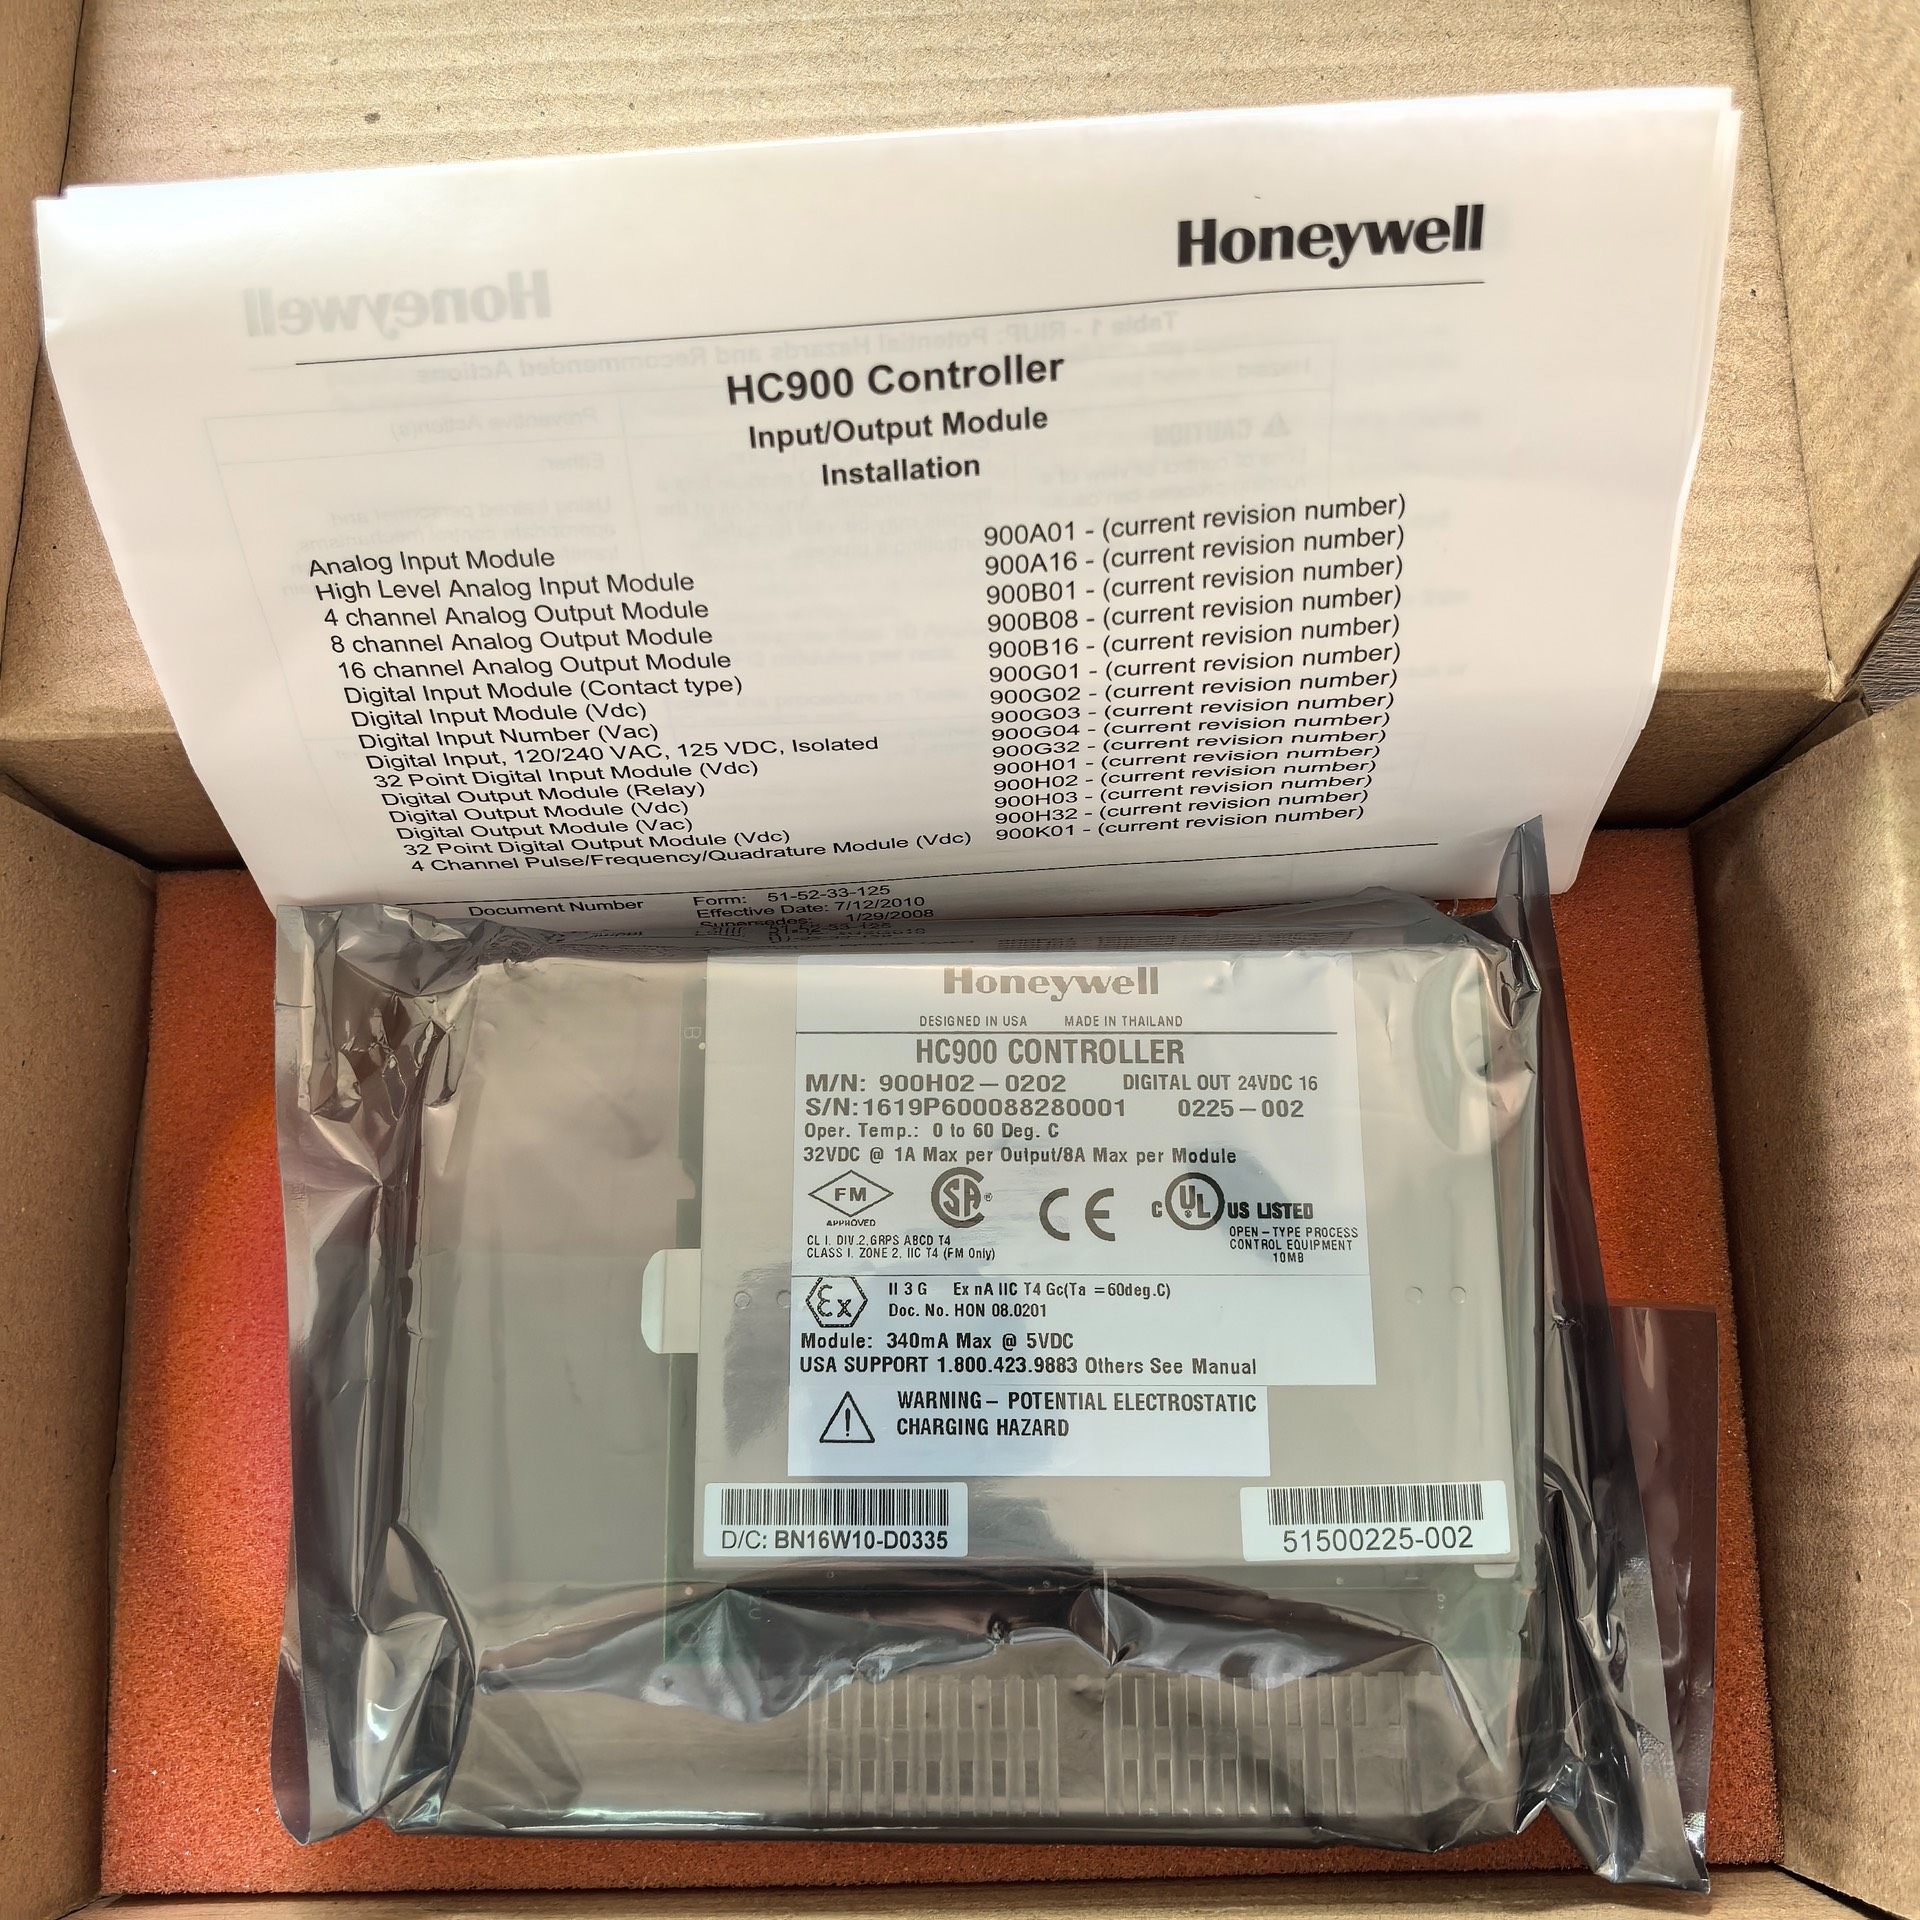 Honeywell
HC900 Controller
Input/Output Module
Installation
Analog Input Module 900A01 - (current revision number)
High Level Analog Input Module 900A16 - (current revision number)
4 channel Analog Output Module 900B01 - (current revision number)
8 channel Analog Output Module 900B08 - (current revision number)
16 channel Analog Output Module 900B16 - (current revision number)
Digital Input Module (Contact type) 900G01 - (current revision number)
Digital Input Module (Vdc) 900G02 - (current revision number)
Digital Input Number (Vac) 900G03 - (current revision number)
Digital Input, 120/240 VAC, 125 VDC, Isolated 900G04 - (current revision number)
32 Point Digital Input Module (Vdc) 900G32 - (current revision number)
Digital Output Module (Relay) 900H01 - (current revision number)
Digital Output Module (Vdc) 900H02 - (current revision number)
Digital Output Module (Vac) 900H03 - (current revision number)
32 Point Digital Output Module (Vdc) 900H32 - (current revision number)
4 Channel Pulse/Frequency/Quadrature Module (Vdc) 900K01 - (current revision number)
Document Number Form: 51-52-33-125
Effective Date: 7/12/2010
Supersedes: 1/29/2008
Honeywell
DESIGNED IN USA MADE IN THAILAND
HC900 CONTROLLER
M/N: 900H02-0202 DIGITAL OUT 24VDC 16
S/N:1619P600088280001 0225-002
Oper. Temp.: 0 to 60 Deg. C
32VDC @ 1A Max per Output/8A Max per Module
FM
APPROVED
SA®
CE
C UL US LISTED
CL I, DIV.2,GRPS ABCD T4
CLASS I, ZONE 2, IIC T4 (FM Only)
OPEN-TYPE PROCESS
CONTROL EQUIPMENT
10MB
Ex II 3 G Ex nA IIC T4 Gc(Ta =60deg.C)
Doc. No. HON 08.0201
Module: 340mA Max @ 5VDC
USA SUPPORT 1.800.423.9883 Others See Manual
WARNING- POTENTIAL ELECTROSTATIC
CHARGING HAZARD
D/C: BN16W10-D0335
51500225-002